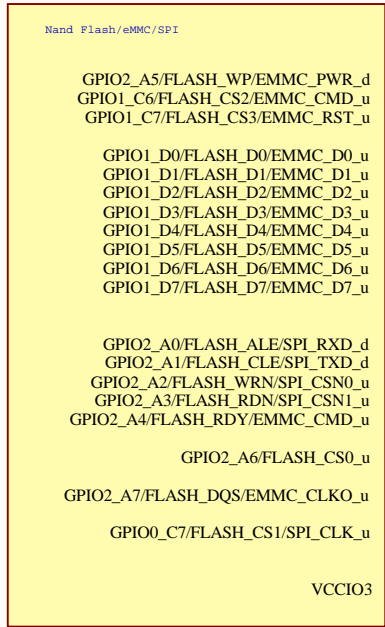 Nand Flash/eMMC/SPI
GPIO2_A5/FLASH_WP/EMMC_PWR_d
GPIO1_C6/FLASH_CS2/EMMC_CMD_u
GPIO1_C7/FLASH_CS3/EMMC_RST_u
GPIO1_D0/FLASH_D0/EMMC_D0_u
GPIO1_D1/FLASH_D1/EMMC_D1_u
GPIO1_D2/FLASH_D2/EMMC_D2_u
GPIO1_D3/FLASH_D3/EMMC_D3_u
GPIO1_D4/FLASH_D4/EMMC_D4_u
GPIO1_D5/FLASH_D5/EMMC_D5_u
GPIO1_D6/FLASH_D6/EMMC_D6_u
GPIO1_D7/FLASH_D7/EMMC_D7_u
GPIO2_A0/FLASH_ALE/SPI_RXD_d
GPIO2_A1/FLASH_CLE/SPI_TXD_d
GPIO2_A2/FLASH_WRN/SPI_CSN0_u
GPIO2_A3/FLASH_RDN/SPI_CSN1_u
GPIO2_A4/FLASH_RDY/EMMC_CMD_u
GPIO2_A6/FLASH_CS0_u
GPIO2_A7/FLASH_DQS/EMMC_CLKO_u
GPIO0_C7/FLASH_CS1/SPI_CLK_u
VCCIO3